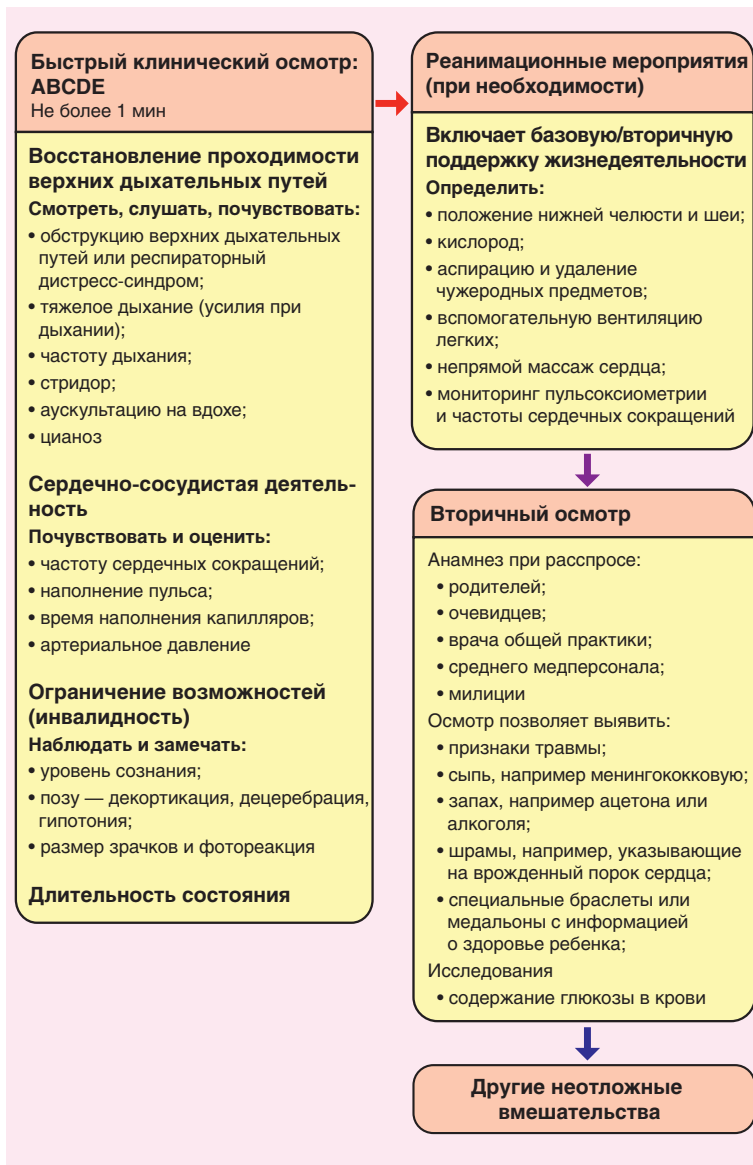 Быстрый клинический осмотр:
ABCDE
Не более 1 мин
Восстановление проходимости
верхних дыхательных путей
Смотреть, слушать, почувствовать:
• обструкцию верхних дыхательных
путей или респираторный
дистресс-синдром;
• тяжелое дыхание (усилия при
дыхании);
• частоту дыхания;
• стридор;
• аускультацию на вдохе;
• цианоз
Сердечно-сосудистая деятель-
ность
Почувствовать и оценить:
• частоту сердечных сокращений;
• наполнение пульса;
• время наполнения капилляров;
• артериальное давление
Ограничение возможностей
(инвалидность)
Наблюдать и замечать:
• уровень сознания;
• позу — декортикация, децеребрация,
гипотония;
• размер зрачков и фотореакция
Длительность состояния
Реанимационные мероприятия
(при необходимости)
Включает базовую/вторичную
поддержку жизнедеятельности
Определить:
• положение нижней челюсти и шеи;
• кислород;
• аспирацию и удаление
чужеродных предметов;
• вспомогательную вентиляцию
легких;
• непрямой массаж сердца;
• мониторинг пульсоксиометрии
и частоты сердечных сокращений
Вторичный осмотр
Анамнез при расспросе:
• родителей;
• очевидцев;
• врача общей практики;
• среднего медперсонала;
• милиции
Осмотр позволяет выявить:
• признаки травмы;
• сыпь, например менингококковую;
• запах, например ацетона или
алкоголя;
• шрамы, например, указывающие
на врожденный порок сердца;
• специальные браслеты или
медальоны с информацией
о здоровье ребенка;
Исследования
• содержание глюкозы в крови
Другие неотложные
вмешательства